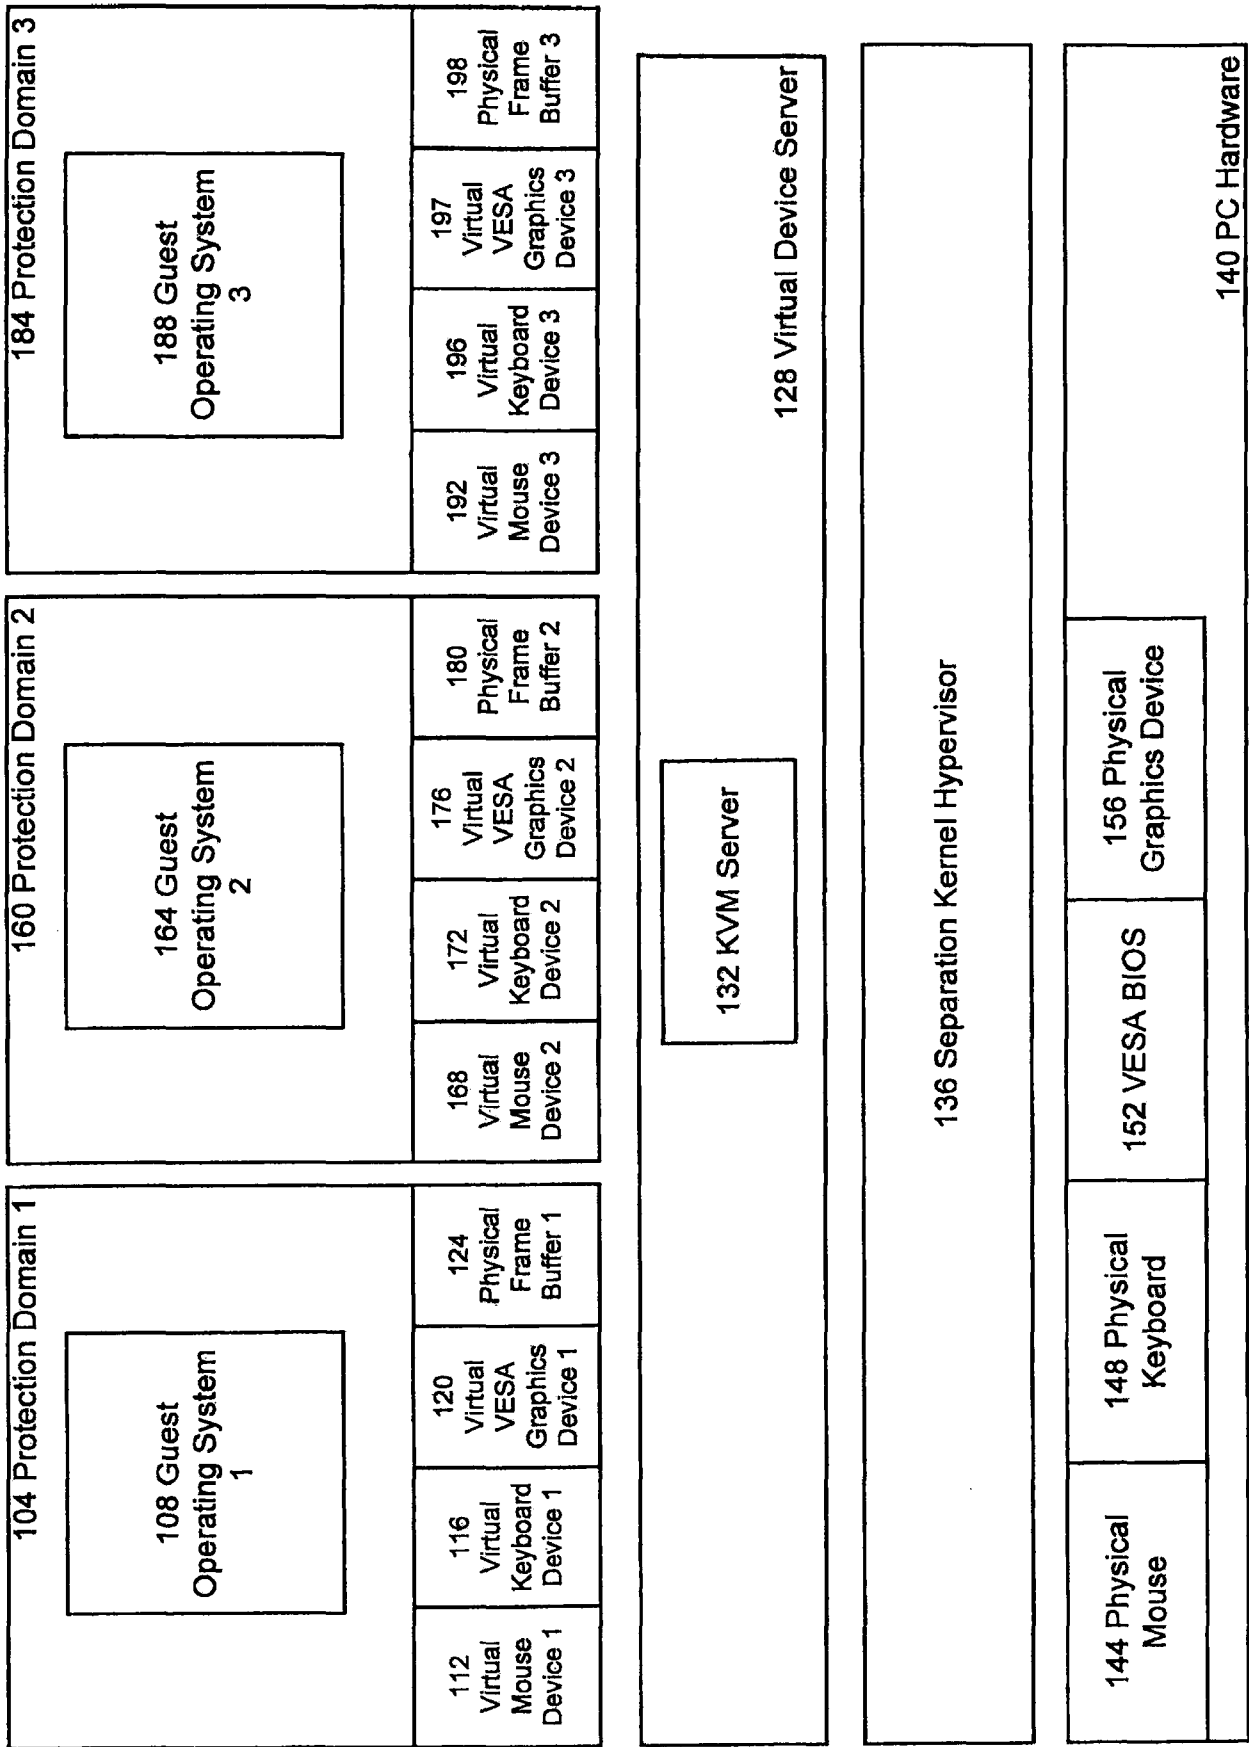 104 Protection Domain 1
108 Guest
Operating System
1
112
Virtual
Mouse
Device 1
116
Virtual
Keyboard
Device 1
120
Virtual
VESA
Graphics
Device 1
124
Physical
Frame
Buffer 1
160 Protection Domain 2
164 Guest
Operating System
2
168
Virtual
Mouse
Device 2
172
Virtual
Keyboard
Device 2
176
Virtual
VESA
Graphics
Device 2
180
Physical
Frame
Buffer 2
184 Protection Domain 3
188 Guest
Operating System
3
192
Virtual
Mouse
Device 3
196
Virtual
Keyboard
Device 3
197
Virtual
VESA
Graphics
Device 3
198
Physical
Frame
Buffer 3
132 KVM Server
128 Virtual Device Server
136 Separation Kernel Hypervisor
144 Physical
Mouse
148 Physical
Keyboard
152 VESA BIOS
156 Physical
Graphics Device
140 PC Hardware